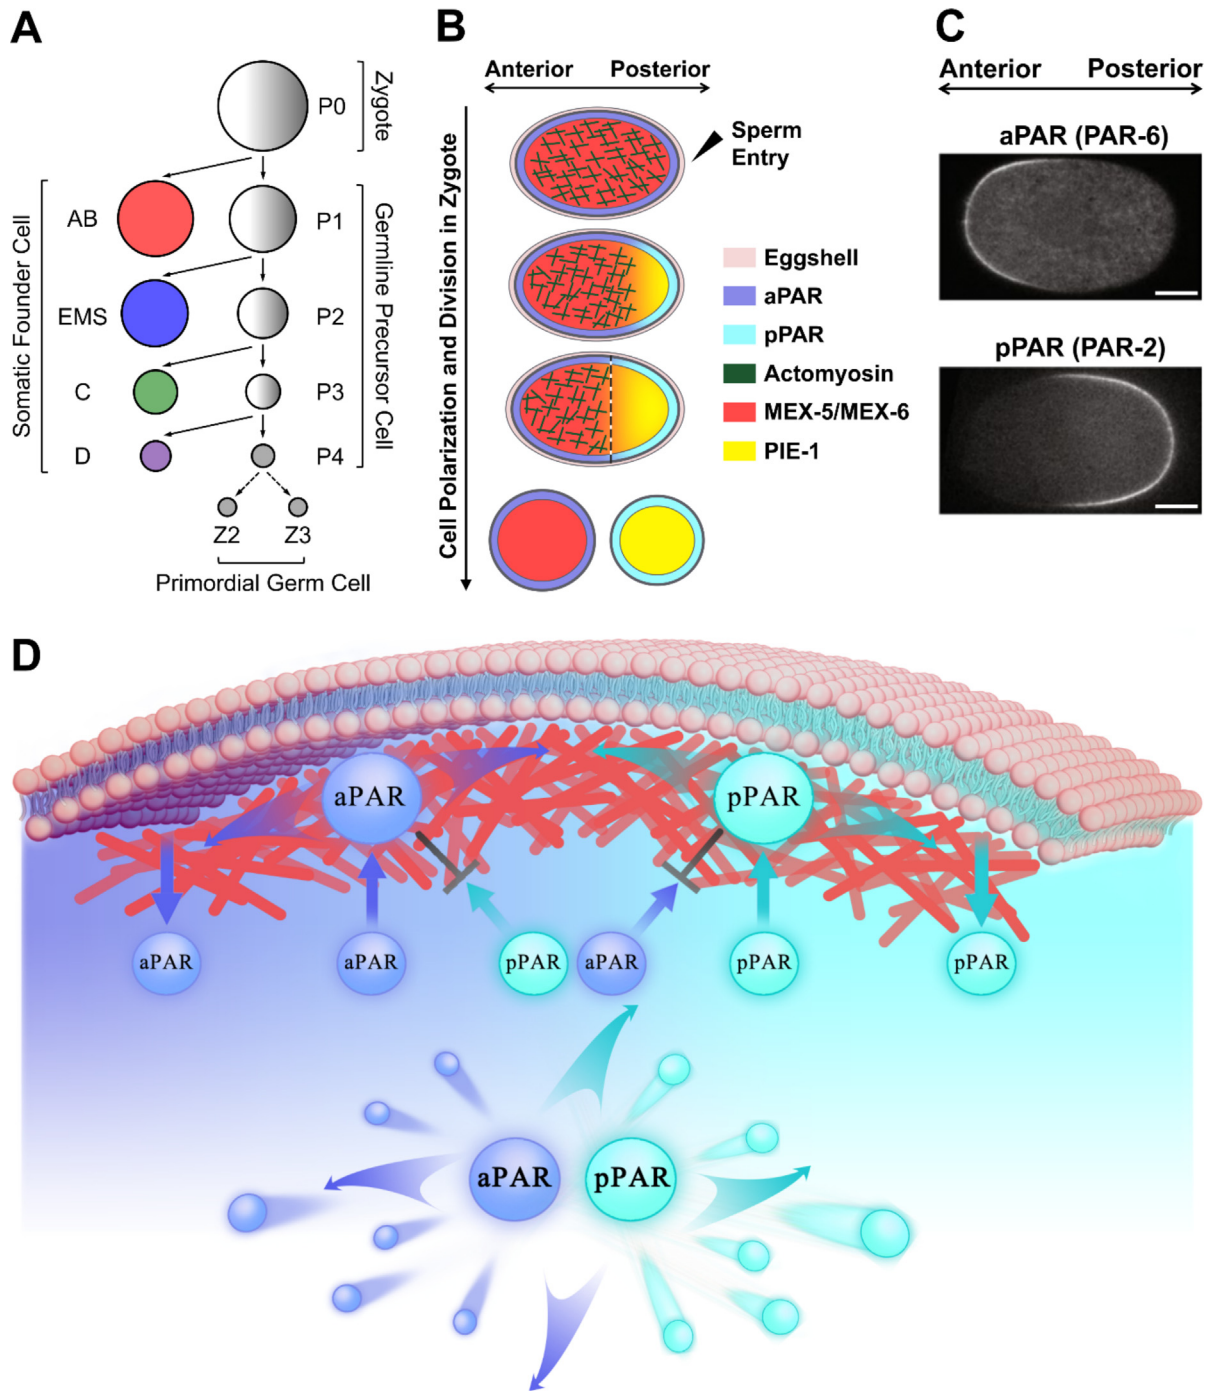 A
P0
Zygote
AB
P1
EMS
P2
C
P3
D
P4
Z2
Z3
Primordial Germ Cell
Somatic Founder Cell
Germline Precursor Cell
B
Anterior
Posterior
Cell Polarization and Division in Zygote
Sperm
Entry
Eggshell
aPAR
pPAR
Actomyosin
MEX-5/MEX-6
PIE-1
C
Anterior
Posterior
aPAR (PAR-6)
pPAR (PAR-2)
D
aPAR
pPAR
aPAR
aPAR
pPAR
aPAR
pPAR
pPAR
aPAR
pPAR